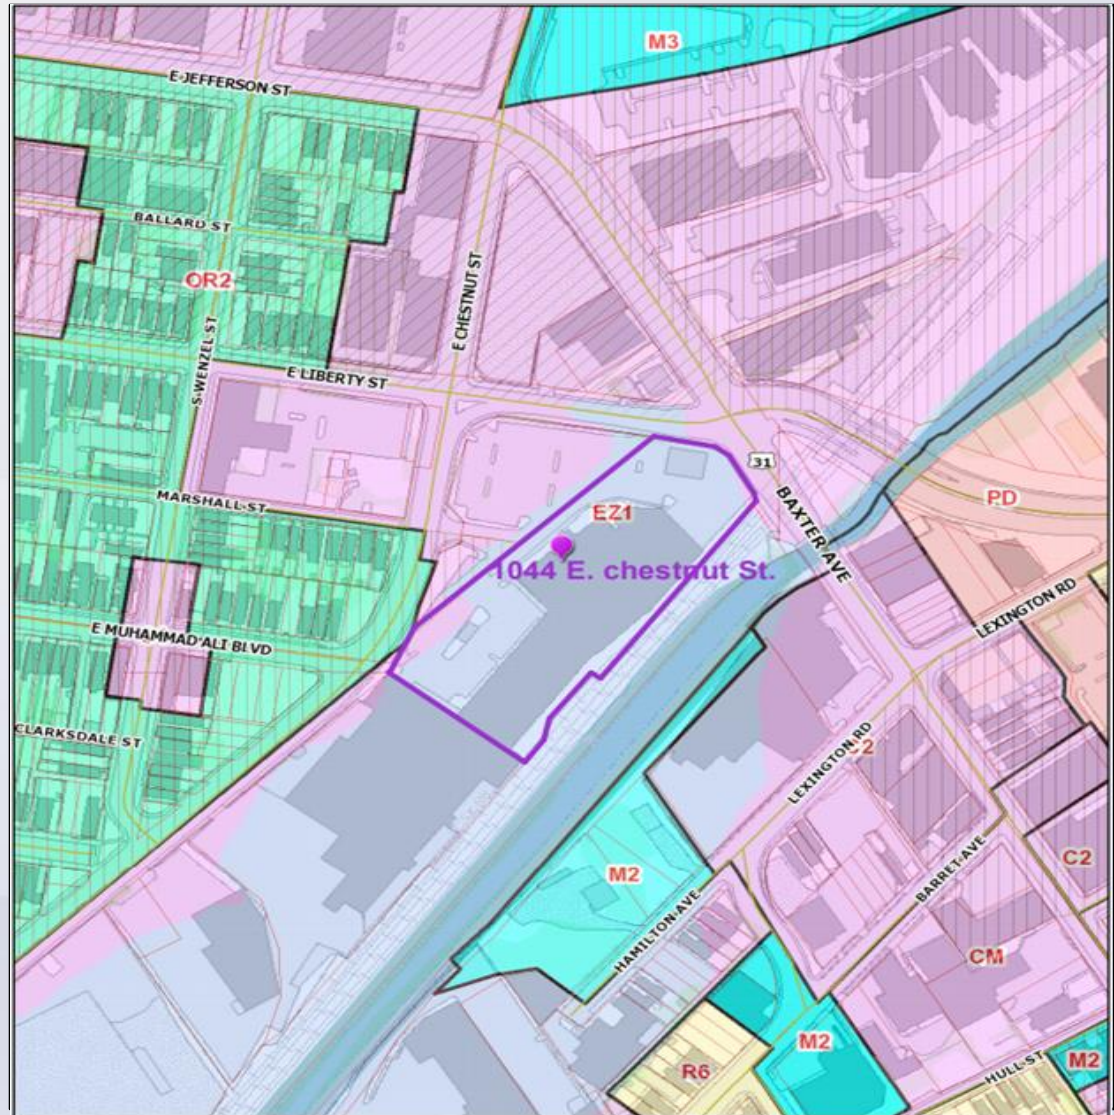 M3
E JEFFERSON ST
BALLARD ST
OR2
E CHESTNUT ST
S WENZEL ST
E LIBERTY ST
31
MARSHALL ST
BAXTER AVE
PD
EZ1
1044 E. chestnut St.
LEXINGTON RD
E MUHAMMAD ALI BLVD
CLARKSDALE ST
LEXINGTON RD
C2
M2
BARRET AVE
C2
HAMILTON AVE
CM
M2
R6
HULL ST
M2